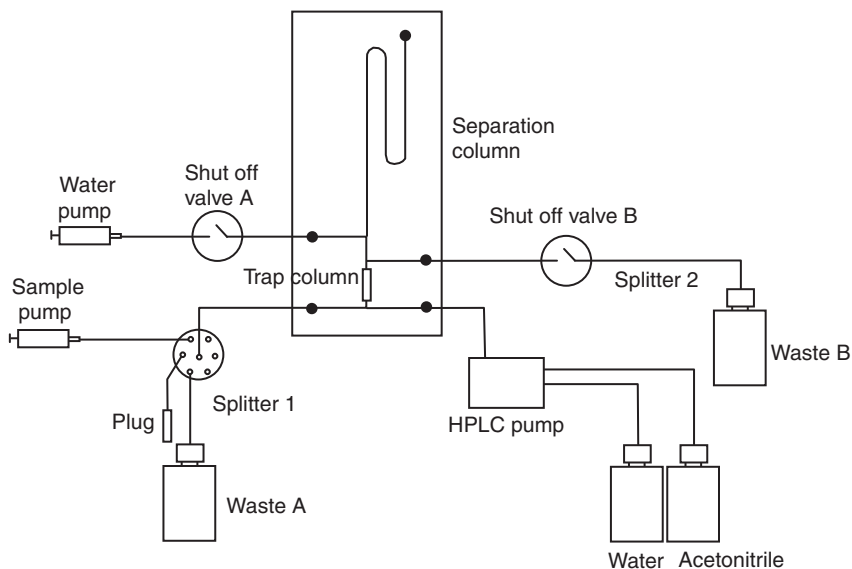 Separation
column
Shut off
valve A
Water
pump
Shut off valve B
Trap column
Splitter 2
Sample
pump
Waste B
Splitter 1
Plug
HPLC pump
Waste A
Water
Acetonitrile